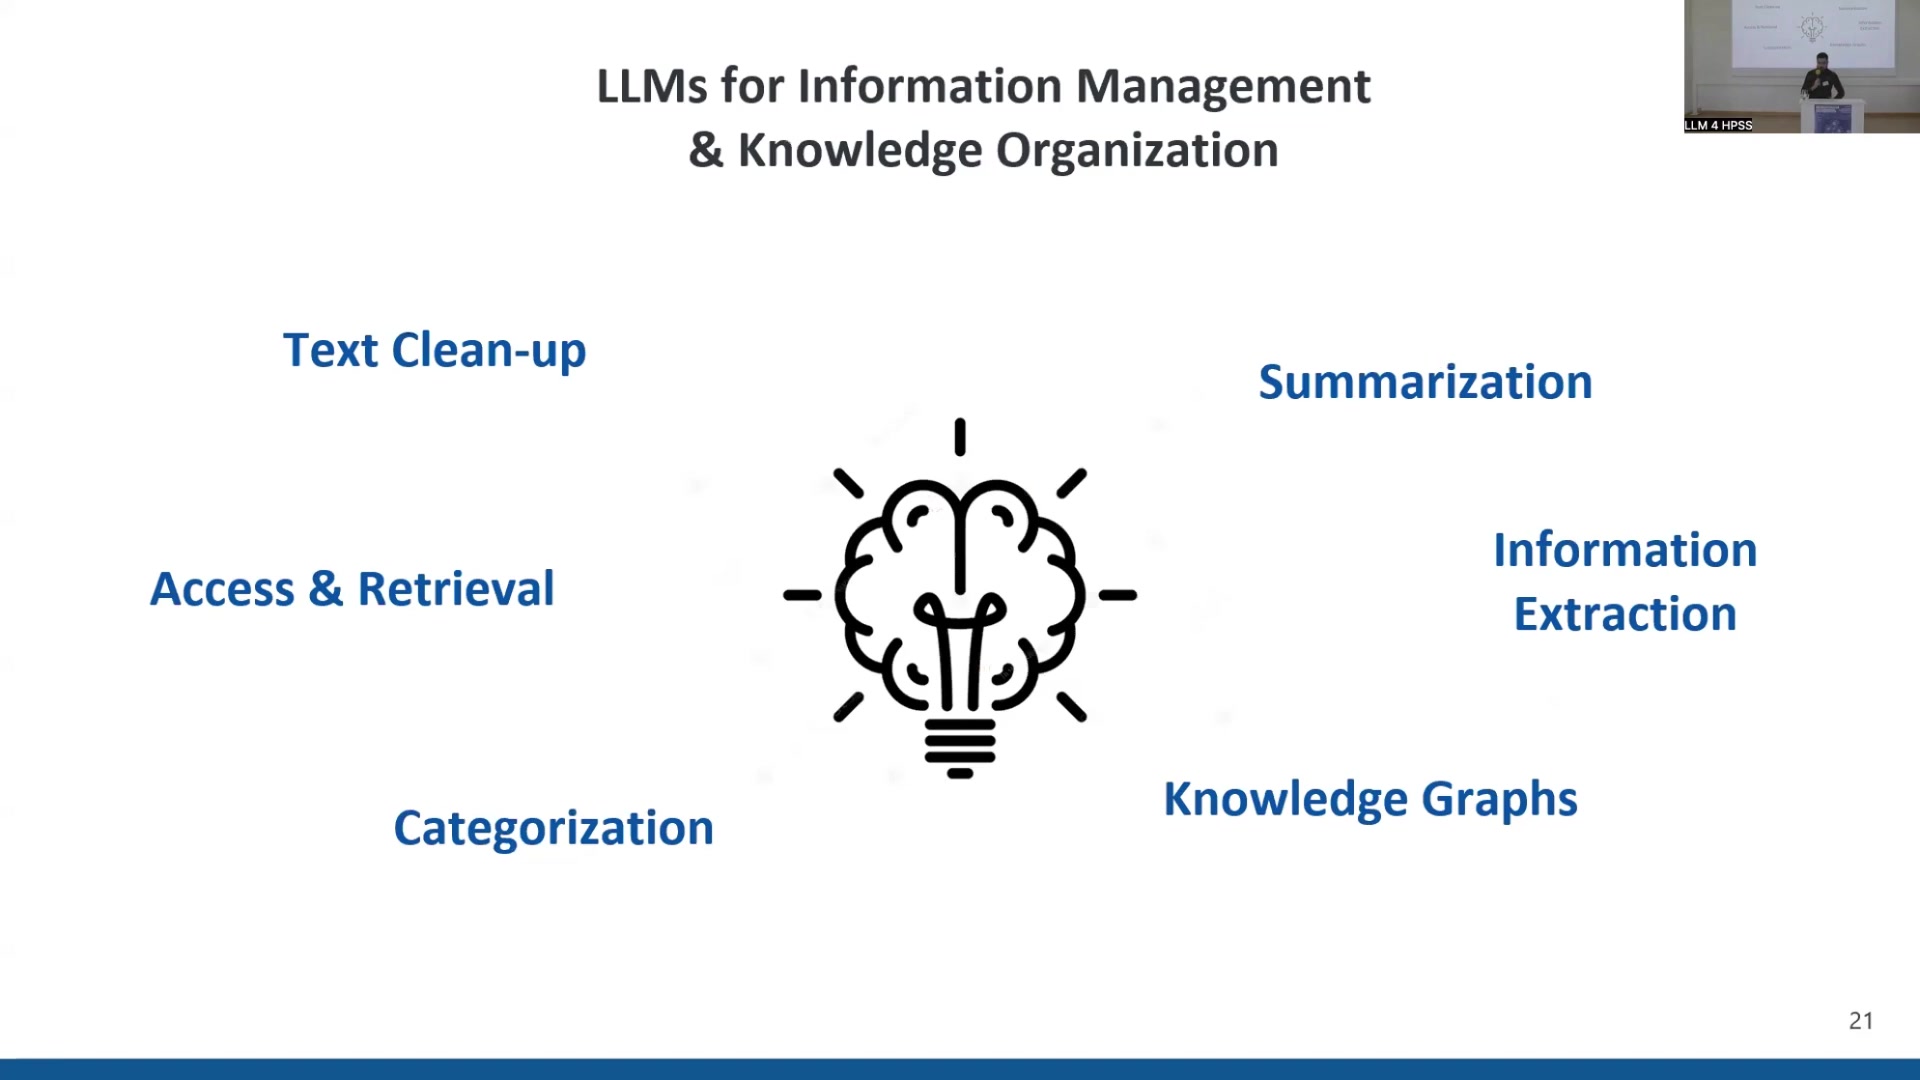 LLMs for Information Management
& Knowledge Organization
LLM 4 HPSS
Text Clean-up
Summarization
Access & Retrieval
Information
Extraction
Categorization
Knowledge Graphs
21